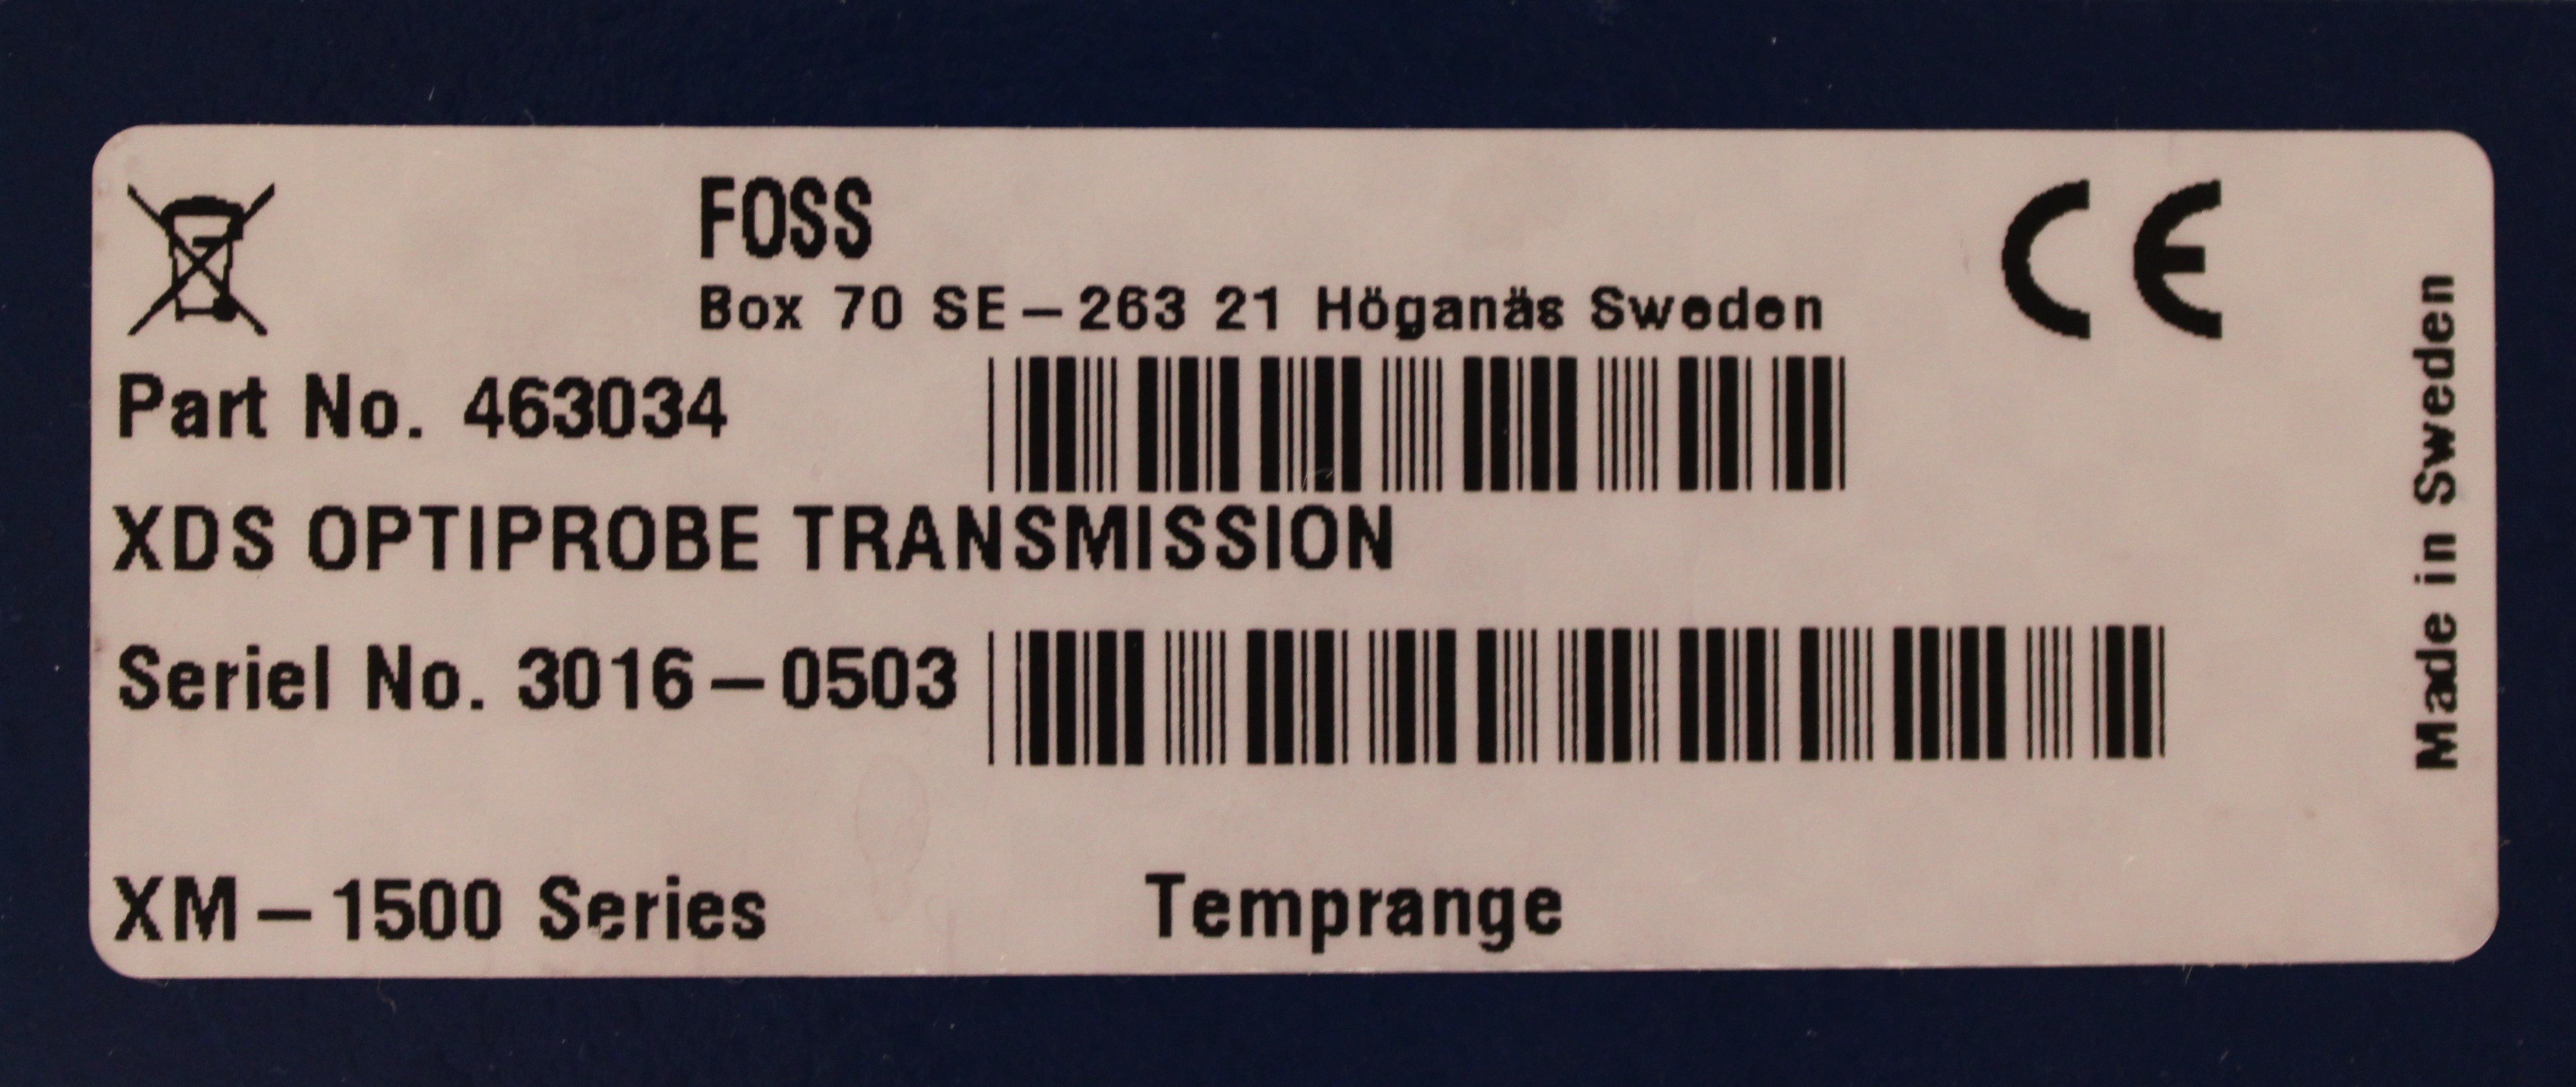 FOSS
Box 70 SE-263 21 Höganäs Sweden
Part No. 463034
XDS OPTIPROBE TRANSMISSION
Seriel No. 3016-0503
XM-1500 Series
Temprange
CE
Made in Sweden